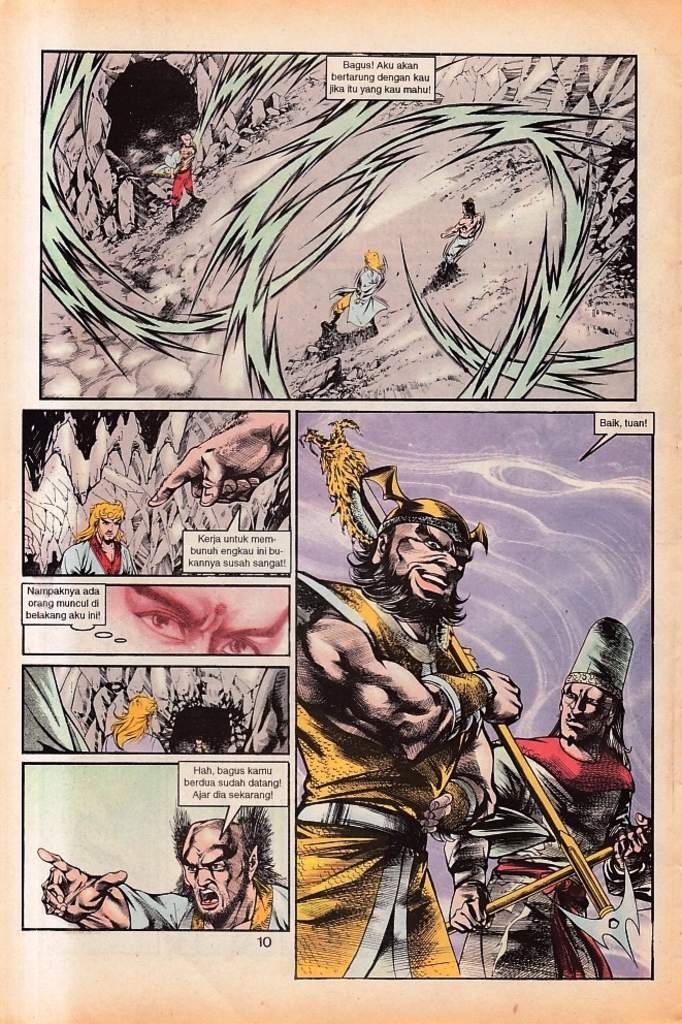 Bagus! Aku akan
bertarung dengan kau
jika itu yang kau mahu!
Kerja untuk mem-
bunuh engkau ini bu-
kannya susah sangat!
Nampaknya ada
orang muncul di
belakang aku ini!
Hah, bagus kamu
berdua sudah datang!
Ajar dia sekarang!
Baik, tuan!
10